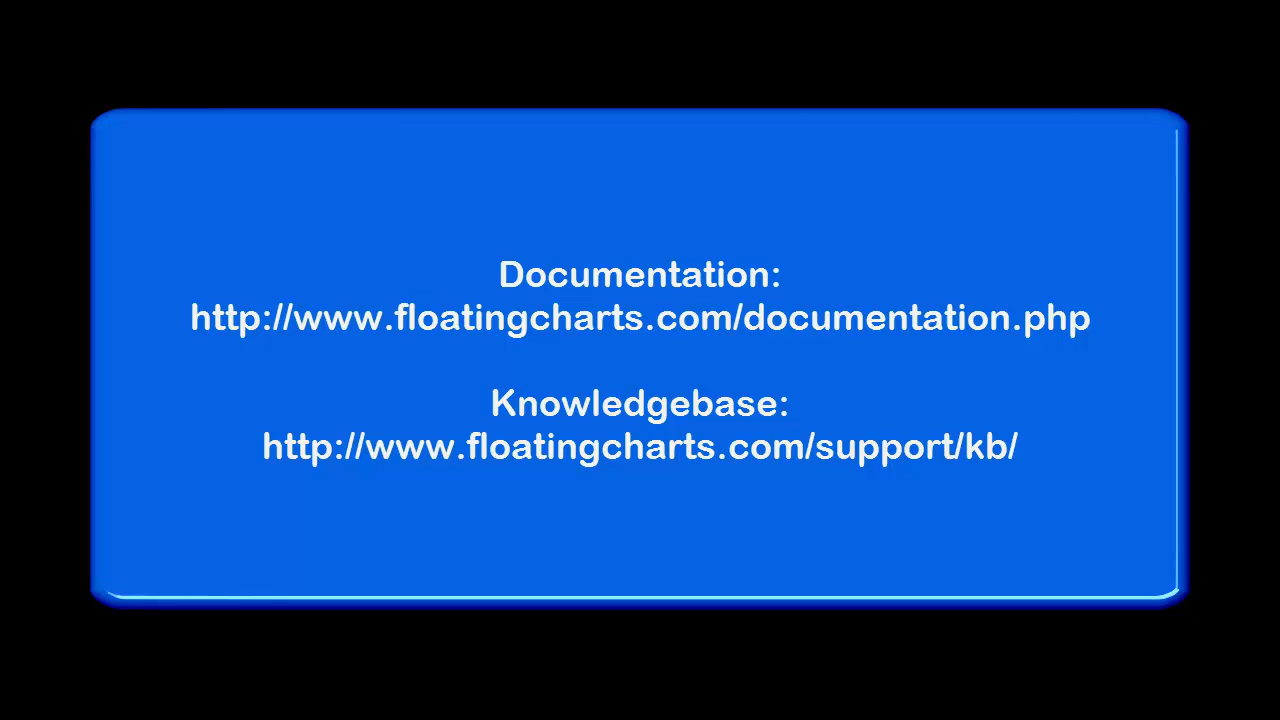 Documentation:
http://www.floatingcharts.com/documentation.php
Knowledgebase:
http://www.floatingcharts.com/support/kb/